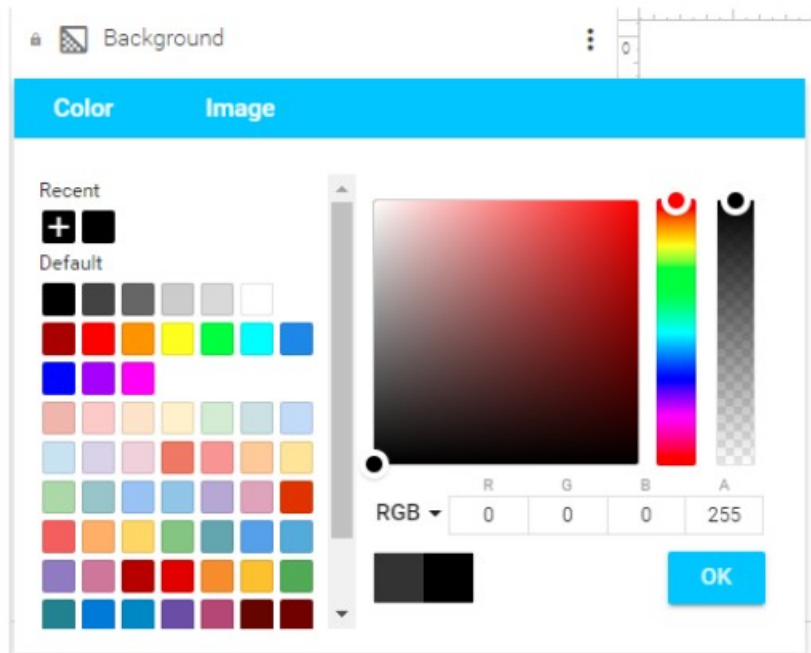 Background
0
Color Image
Recent
Default
R G B A
RGB 0 0 0 255
OK